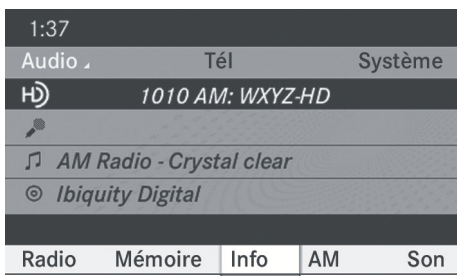 1:37
Audio Tél Système
HD 1010 AM: WXYZ-HD
AM Radio - Crystal clear
Ibiquity Digital
Radio Mémoire Info AM Son